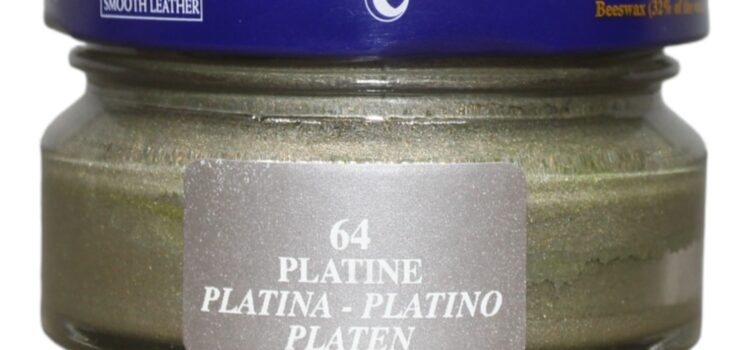 SMOOTH LEATHER
Beeswax (32% of the
64
PLATINE
PLATINA - PLATINO
PLATEN